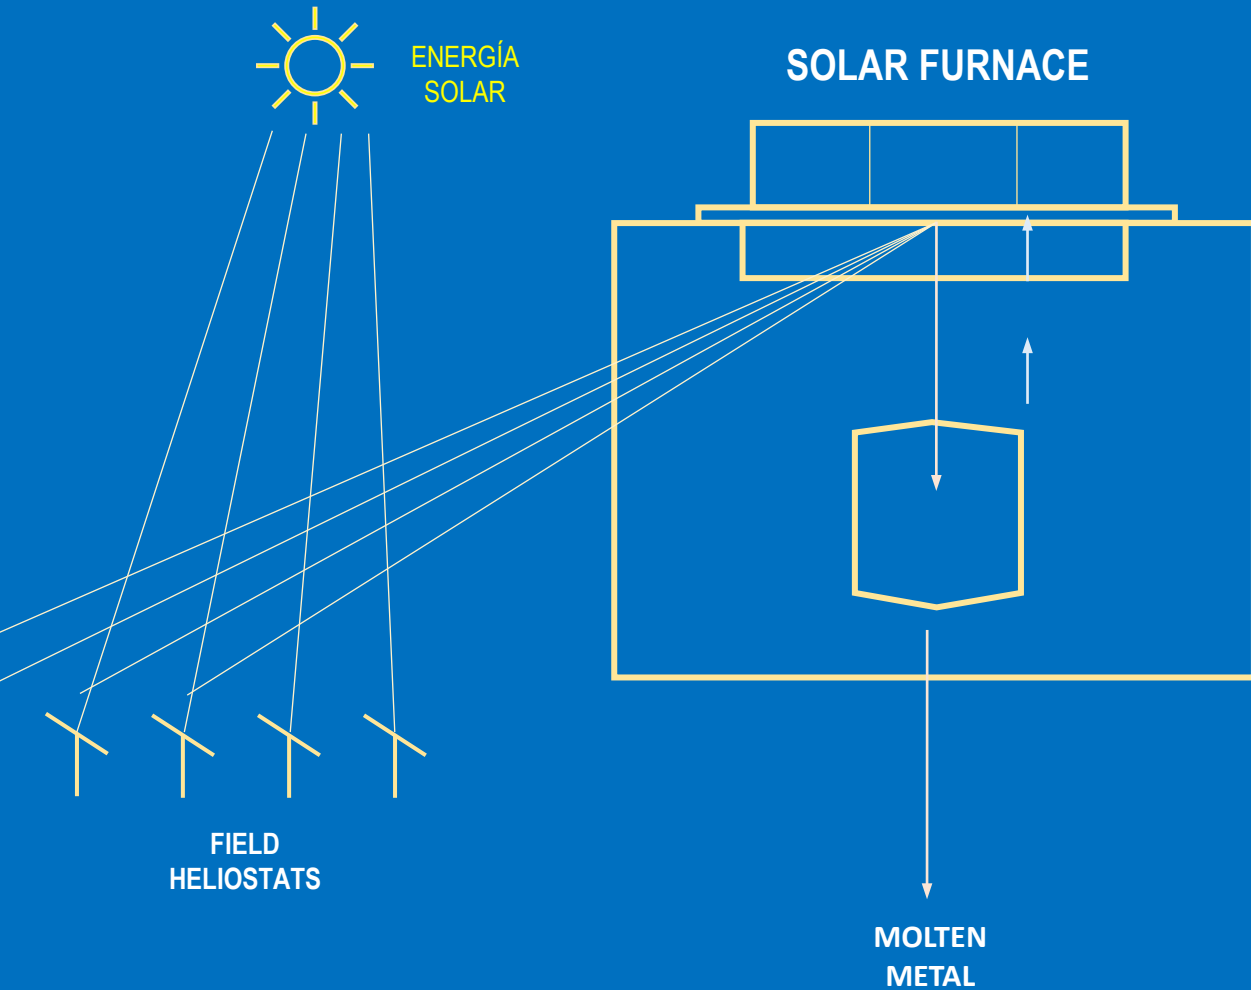 ENERGÍA
SOLAR
SOLAR FURNACE
FIELD
HELIOSTATS
MOLTEN
METAL